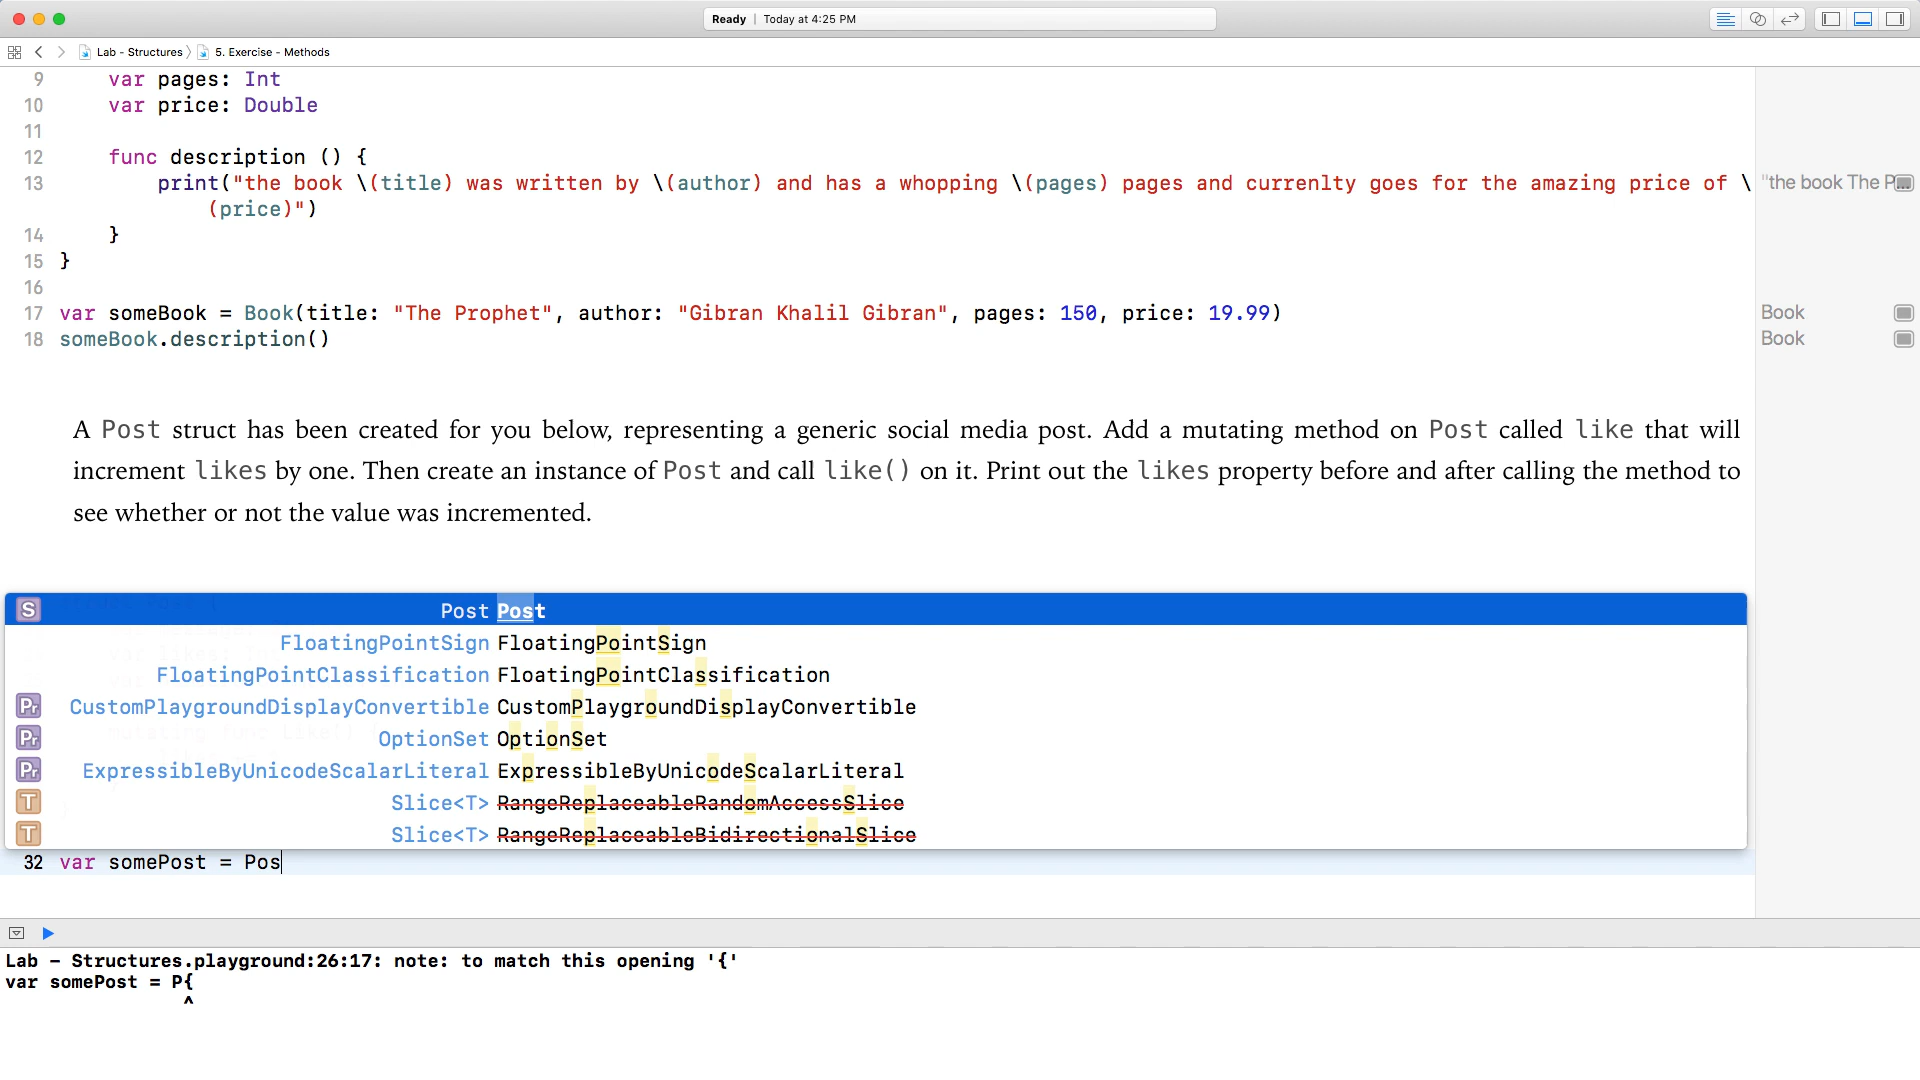 Ready | Today at 4:25 PM
Lab - Structures 〉 5. Exercise - Methods
9 var pages: Int
10 var price: Double
11
12 func description () {
13 print("the book \(title) was written by \(author) and has a whopping \(pages) pages and currenlty goes for the amazing price of \ "the book The P...
(price)")
14 }
15 }
16
17 var someBook = Book(title: "The Prophet", author: "Gibran Khalil Gibran", pages: 150, price: 19.99) Book
18 someBook.description() Book
A Post struct has been created for you below, representing a generic social media post. Add a mutating method on Post called like that will
increment likes by one. Then create an instance of Post and call like() on it. Print out the likes property before and after calling the method to
see whether or not the value was incremented.
S Post Post
FloatingPointSign FloatingPointSign
FloatingPointClassification FloatingPointClassification
Pr CustomPlaygroundDisplayConvertible CustomPlaygroundDisplayConvertible
Pr OptionSet OptionSet
Pr ExpressibleByUnicodeScalarLiteral ExpressibleByUnicodeScalarLiteral
T Slice<T> RangeReplaceableRandomAccessSlice
T Slice<T> RangeReplaceableBidirectionalSlice
32 var somePost = Pos
Lab - Structures.playground:26:17: note: to match this opening '{'
var somePost = P{
^